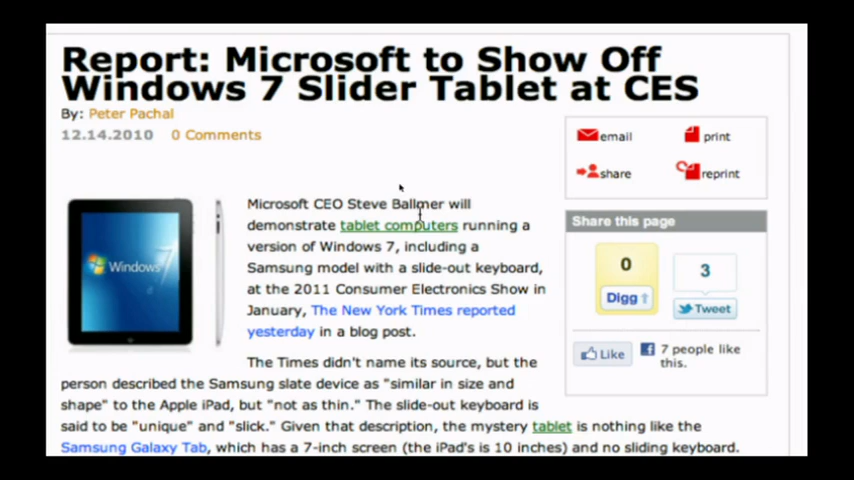 Report: Microsoft to Show Off
Windows 7 Slider Tablet at CES
By: Peter Pachal
12.14.2010 0 Comments
email print
share reprint
Windows 7
Microsoft CEO Steve Ballmer will
demonstrate tablet computers running a
version of Windows 7, including a
Samsung model with a slide-out keyboard,
at the 2011 Consumer Electronics Show in
January, The New York Times reported
yesterday in a blog post.
Share this page
0
Digg
3
Tweet
Like
7 people like
this.
The Times didn't name its source, but the
person described the Samsung slate device as "similar in size and
shape" to the Apple iPad, but "not as thin." The slide-out keyboard is
said to be "unique" and "slick." Given that description, the mystery tablet is nothing like the
Samsung Galaxy Tab, which has a 7-inch screen (the iPad's is 10 inches) and no sliding keyboard.